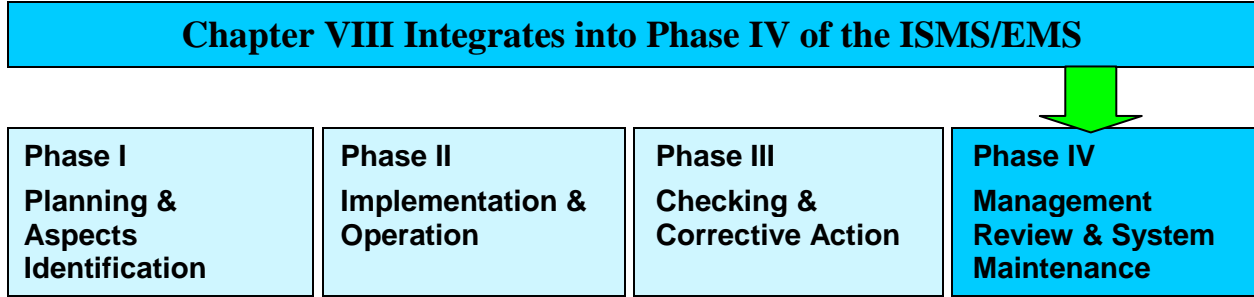 Chapter VIII Integrates into Phase IV of the ISMS/EMS
Phase I
Planning &
Aspects
Identification
Phase II
Implementation &
Operation
Phase III
Checking &
Corrective Action
Phase IV
Management
Review & System
Maintenance